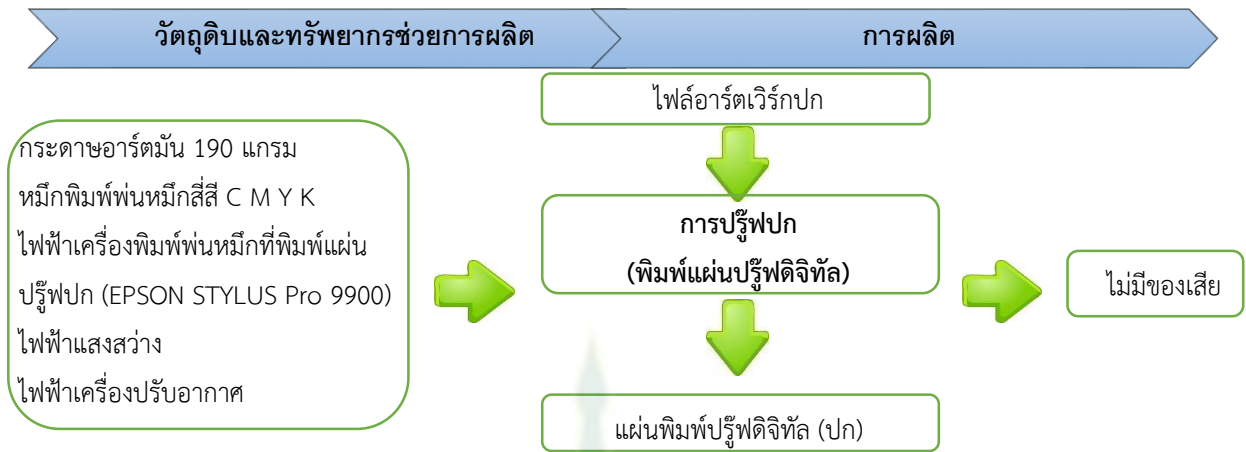 วัตถุดิบและทรัพยากรช่วยการผลิต
การผลิต
ไฟล์อาร์ตเวิร์กปก
กระดาษอาร์ตมัน 190 แกรม
หมึกพิมพ์พ่นหมึกสี่สี C M Y K
ไฟฟ้าเครื่องพิมพ์พ่นหมึกที่พิมพ์แผ่น
ปรู๊ฟปก (EPSON STYLUS Pro 9900)
ไฟฟ้าแสงสว่าง
ไฟฟ้าเครื่องปรับอากาศ
การปรู๊ฟปก
(พิมพ์แผ่นปรู๊ฟดิจิทัล)
ไม่มีของเสีย
แผ่นพิมพ์ปรู๊ฟดิจิทัล (ปก)